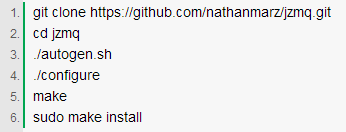 1. git clone https://github.com/nathanmarz/jzmq.git
2. cd jzmq
3. ./autogen.sh
4. ./configure
5. make
6. sudo make install